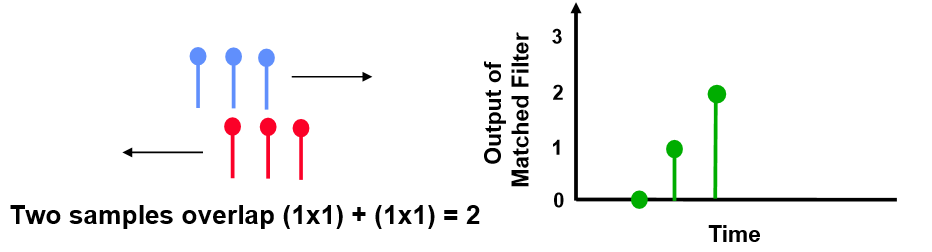 Two samples overlap (1x1) + (1x1) = 2
Output of
Matched Filter
3
2
1
0
Time